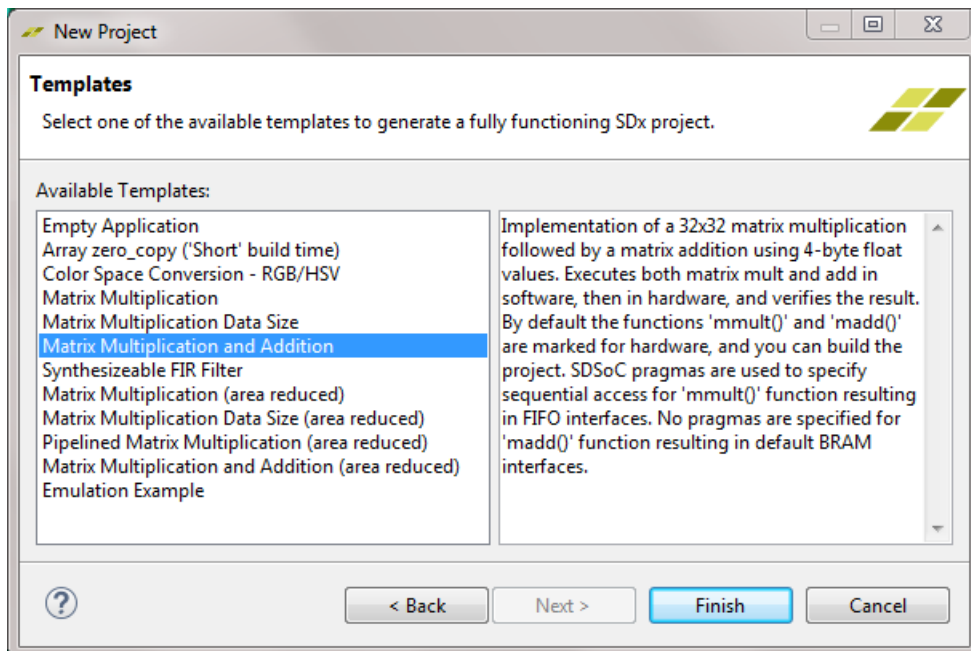 New Project
Templates
Select one of the available templates to generate a fully functioning SDx project.
Available Templates:
Empty Application
Array zero_copy ('Short' build time)
Color Space Conversion - RGB/HSV
Matrix Multiplication
Matrix Multiplication Data Size
Matrix Multiplication and Addition
Synthesizeable FIR Filter
Matrix Multiplication (area reduced)
Matrix Multiplication Data Size (area reduced)
Pipelined Matrix Multiplication (area reduced)
Matrix Multiplication and Addition (area reduced)
Emulation Example
Implementation of a 32x32 matrix multiplication
followed by a matrix addition using 4-byte float
values. Executes both matrix mult and add in
software, then in hardware, and verifies the result.
By default the functions 'mmult()' and 'madd()'
are marked for hardware, and you can build the
project. SDSoC pragmas are used to specify
sequential access for 'mmult()' function resulting
in FIFO interfaces. No pragmas are specified for
'madd()' function resulting in default BRAM
interfaces.
?
< Back
Next >
Finish
Cancel